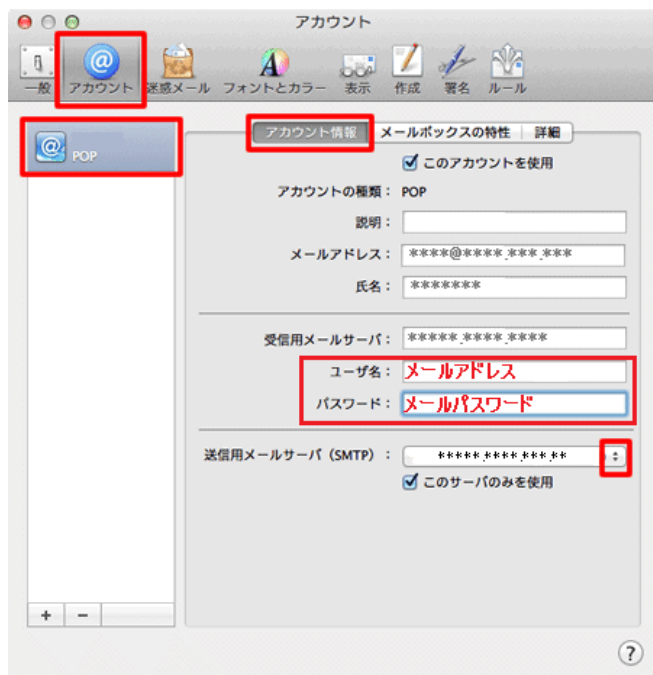 アカウント
一般 アカウント 迷惑メール フォントとカラー 表示 作成 署名 ルール
POP
アカウント情報 メールボックスの特性 詳細
このアカウントを使用
アカウントの種類： POP
説明：
メールアドレス： ****@****.***.***
氏名： *******
受信用メールサーバ： *****.****.****
ユーザ名： メールアドレス
パスワード： メールパスワード
送信用メールサーバ（SMTP）： *****.****.***.**
このサーバのみを使用
+ −
?